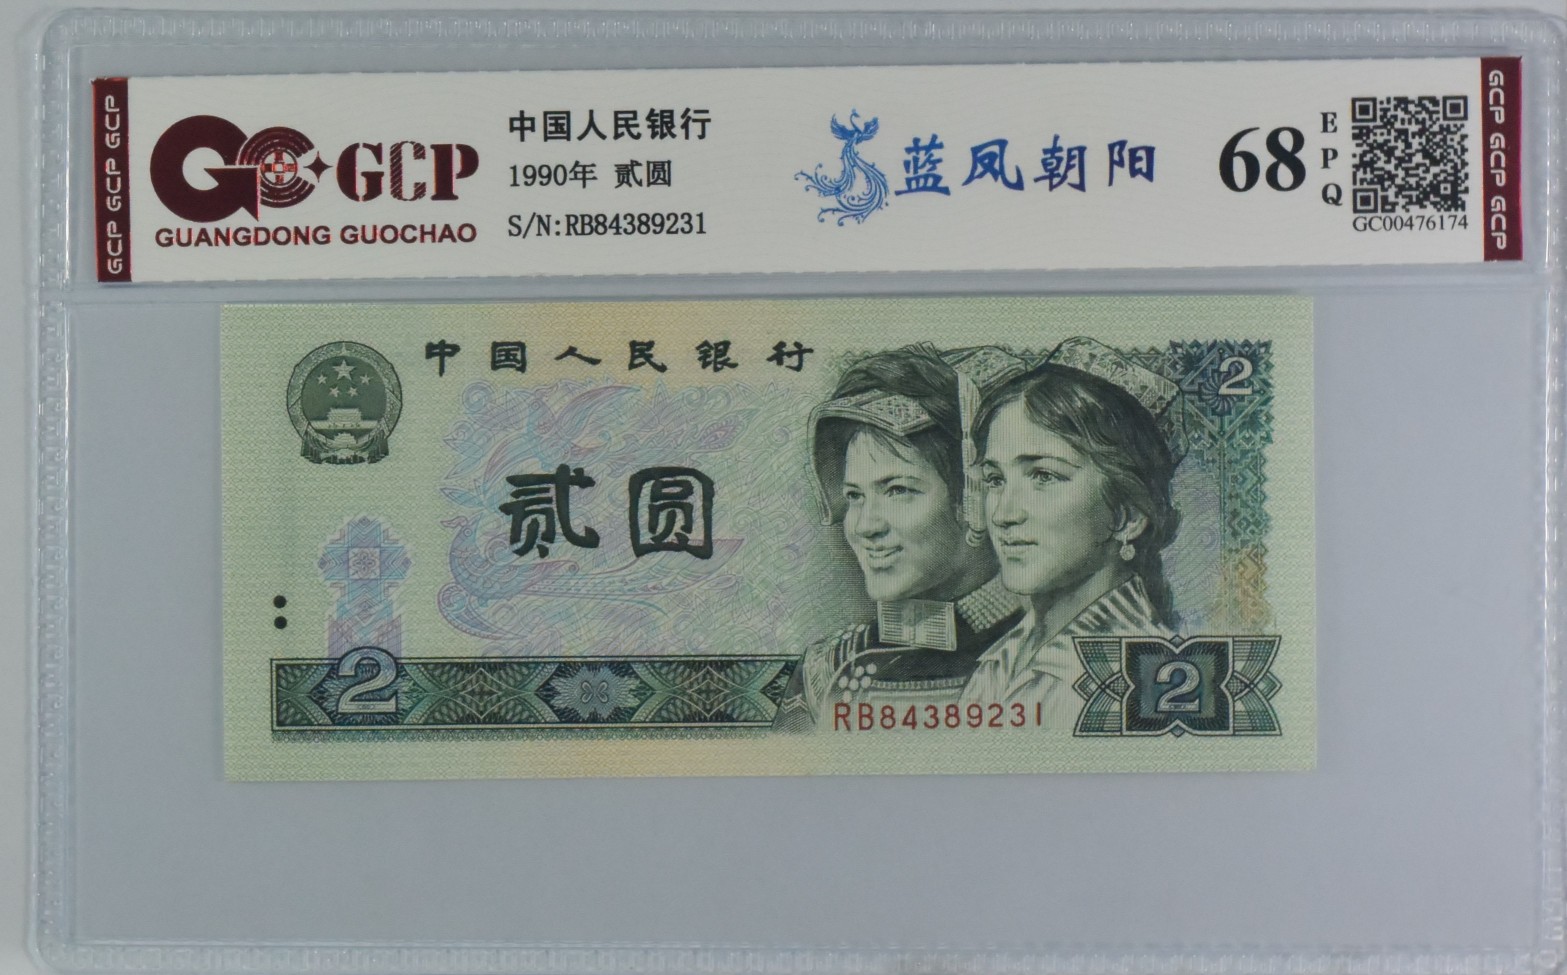 GCP GCP GCP
GCP
GUANGDONG GUOCHAO
中国人民银行
1990年 贰圆
S/N:RB84389231
蓝凤朝阳
68
EPQ
GC00476174
GCP GCP GCP
中国人民银行
2
贰圆
2
RB84389231
2